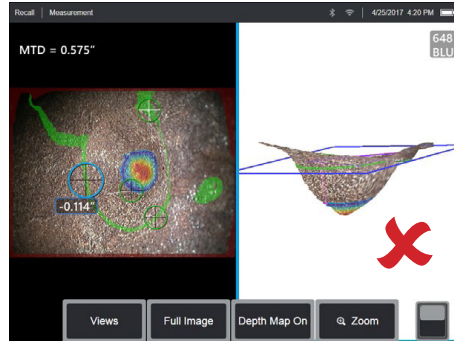 Recall | Measurement
4/25/2017 4:20 PM
MTD = 0.575"
648
BLU
-0.114"
Views
Full Image
Depth Map On
Zoom